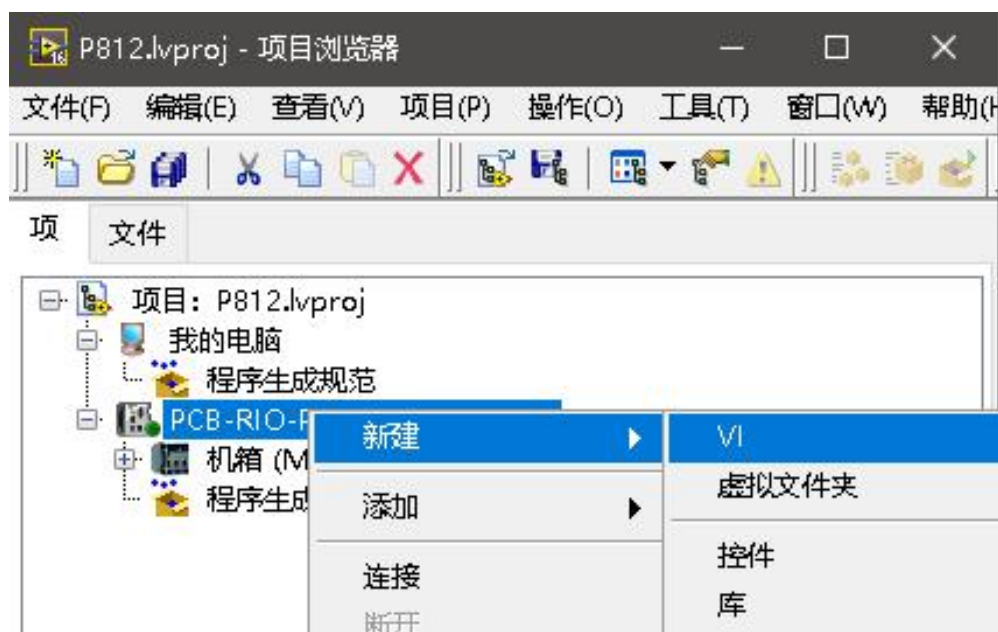 P812.lvproj - 项目浏览器
文件(F) 编辑(E) 查看(V) 项目(P) 操作(O) 工具(T) 窗口(W) 帮助(H
项 文件
项目：P812.lvproj
我的电脑
程序生成规范
PCB-RIO-P
新建 VI
机箱 (M
虚拟文件夹
程序生成
添加
控件
连接
库
断开